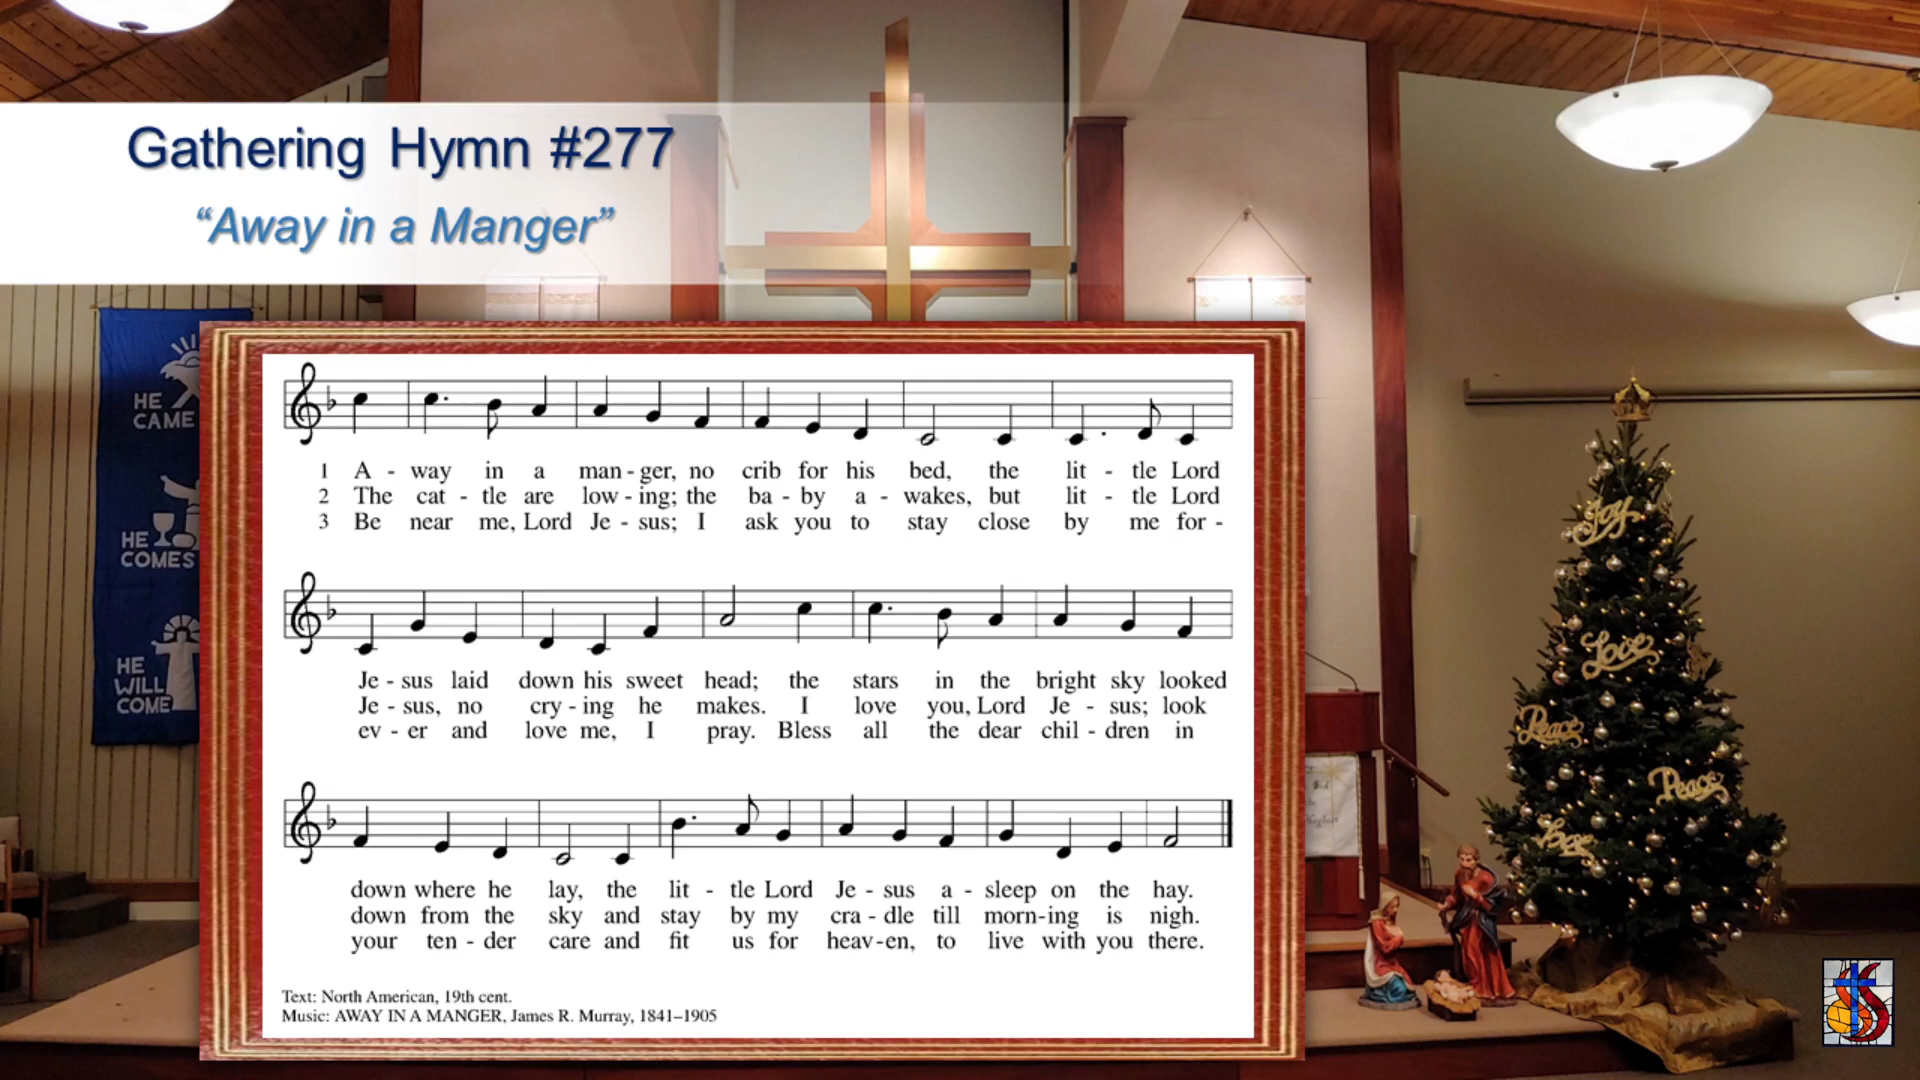 Gathering Hymn #277
“Away in a Manger”
HE
CAME
HE
COMES
HE
WILL
COME
1 A - way in a man - ger, no crib for his bed, the lit - tle Lord
2 The cat - tle are low - ing; the ba - by a - wakes, but lit - tle Lord
3 Be near me, Lord Je - sus; I ask you to stay close by me for -
Je - sus laid down his sweet head; the stars in the bright sky looked
Je - sus, no cry - ing he makes. I love you, Lord Je - sus; look
ev - er and love me, I pray. Bless all the dear chil - dren in
down where he lay, the lit - tle Lord Je - sus a - sleep on the hay.
down from the sky and stay by my cra - dle till morn - ing is nigh.
your ten - der care and fit us for heav - en, to live with you there.
Text: North American, 19th cent.
Music: AWAY IN A MANGER, James R. Murray, 1841–1905
Joy
Love
Peace
Peace